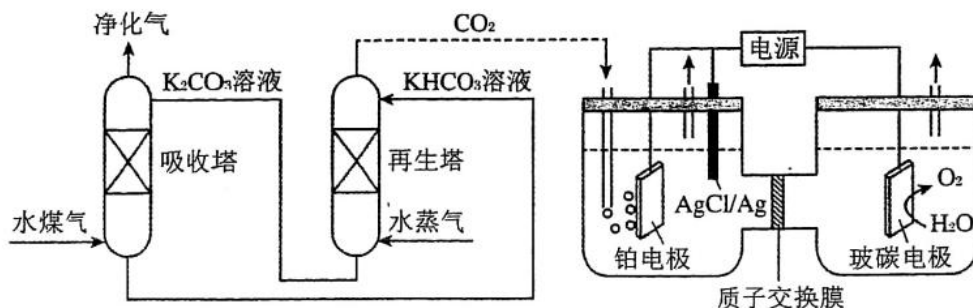 净化气
K₂CO₃溶液
吸收塔
水煤气
CO₂
KHCO₃溶液
再生塔
水蒸气
电源
AgCl/Ag
铂电极
O₂
H₂O
玻碳电极
质子交换膜